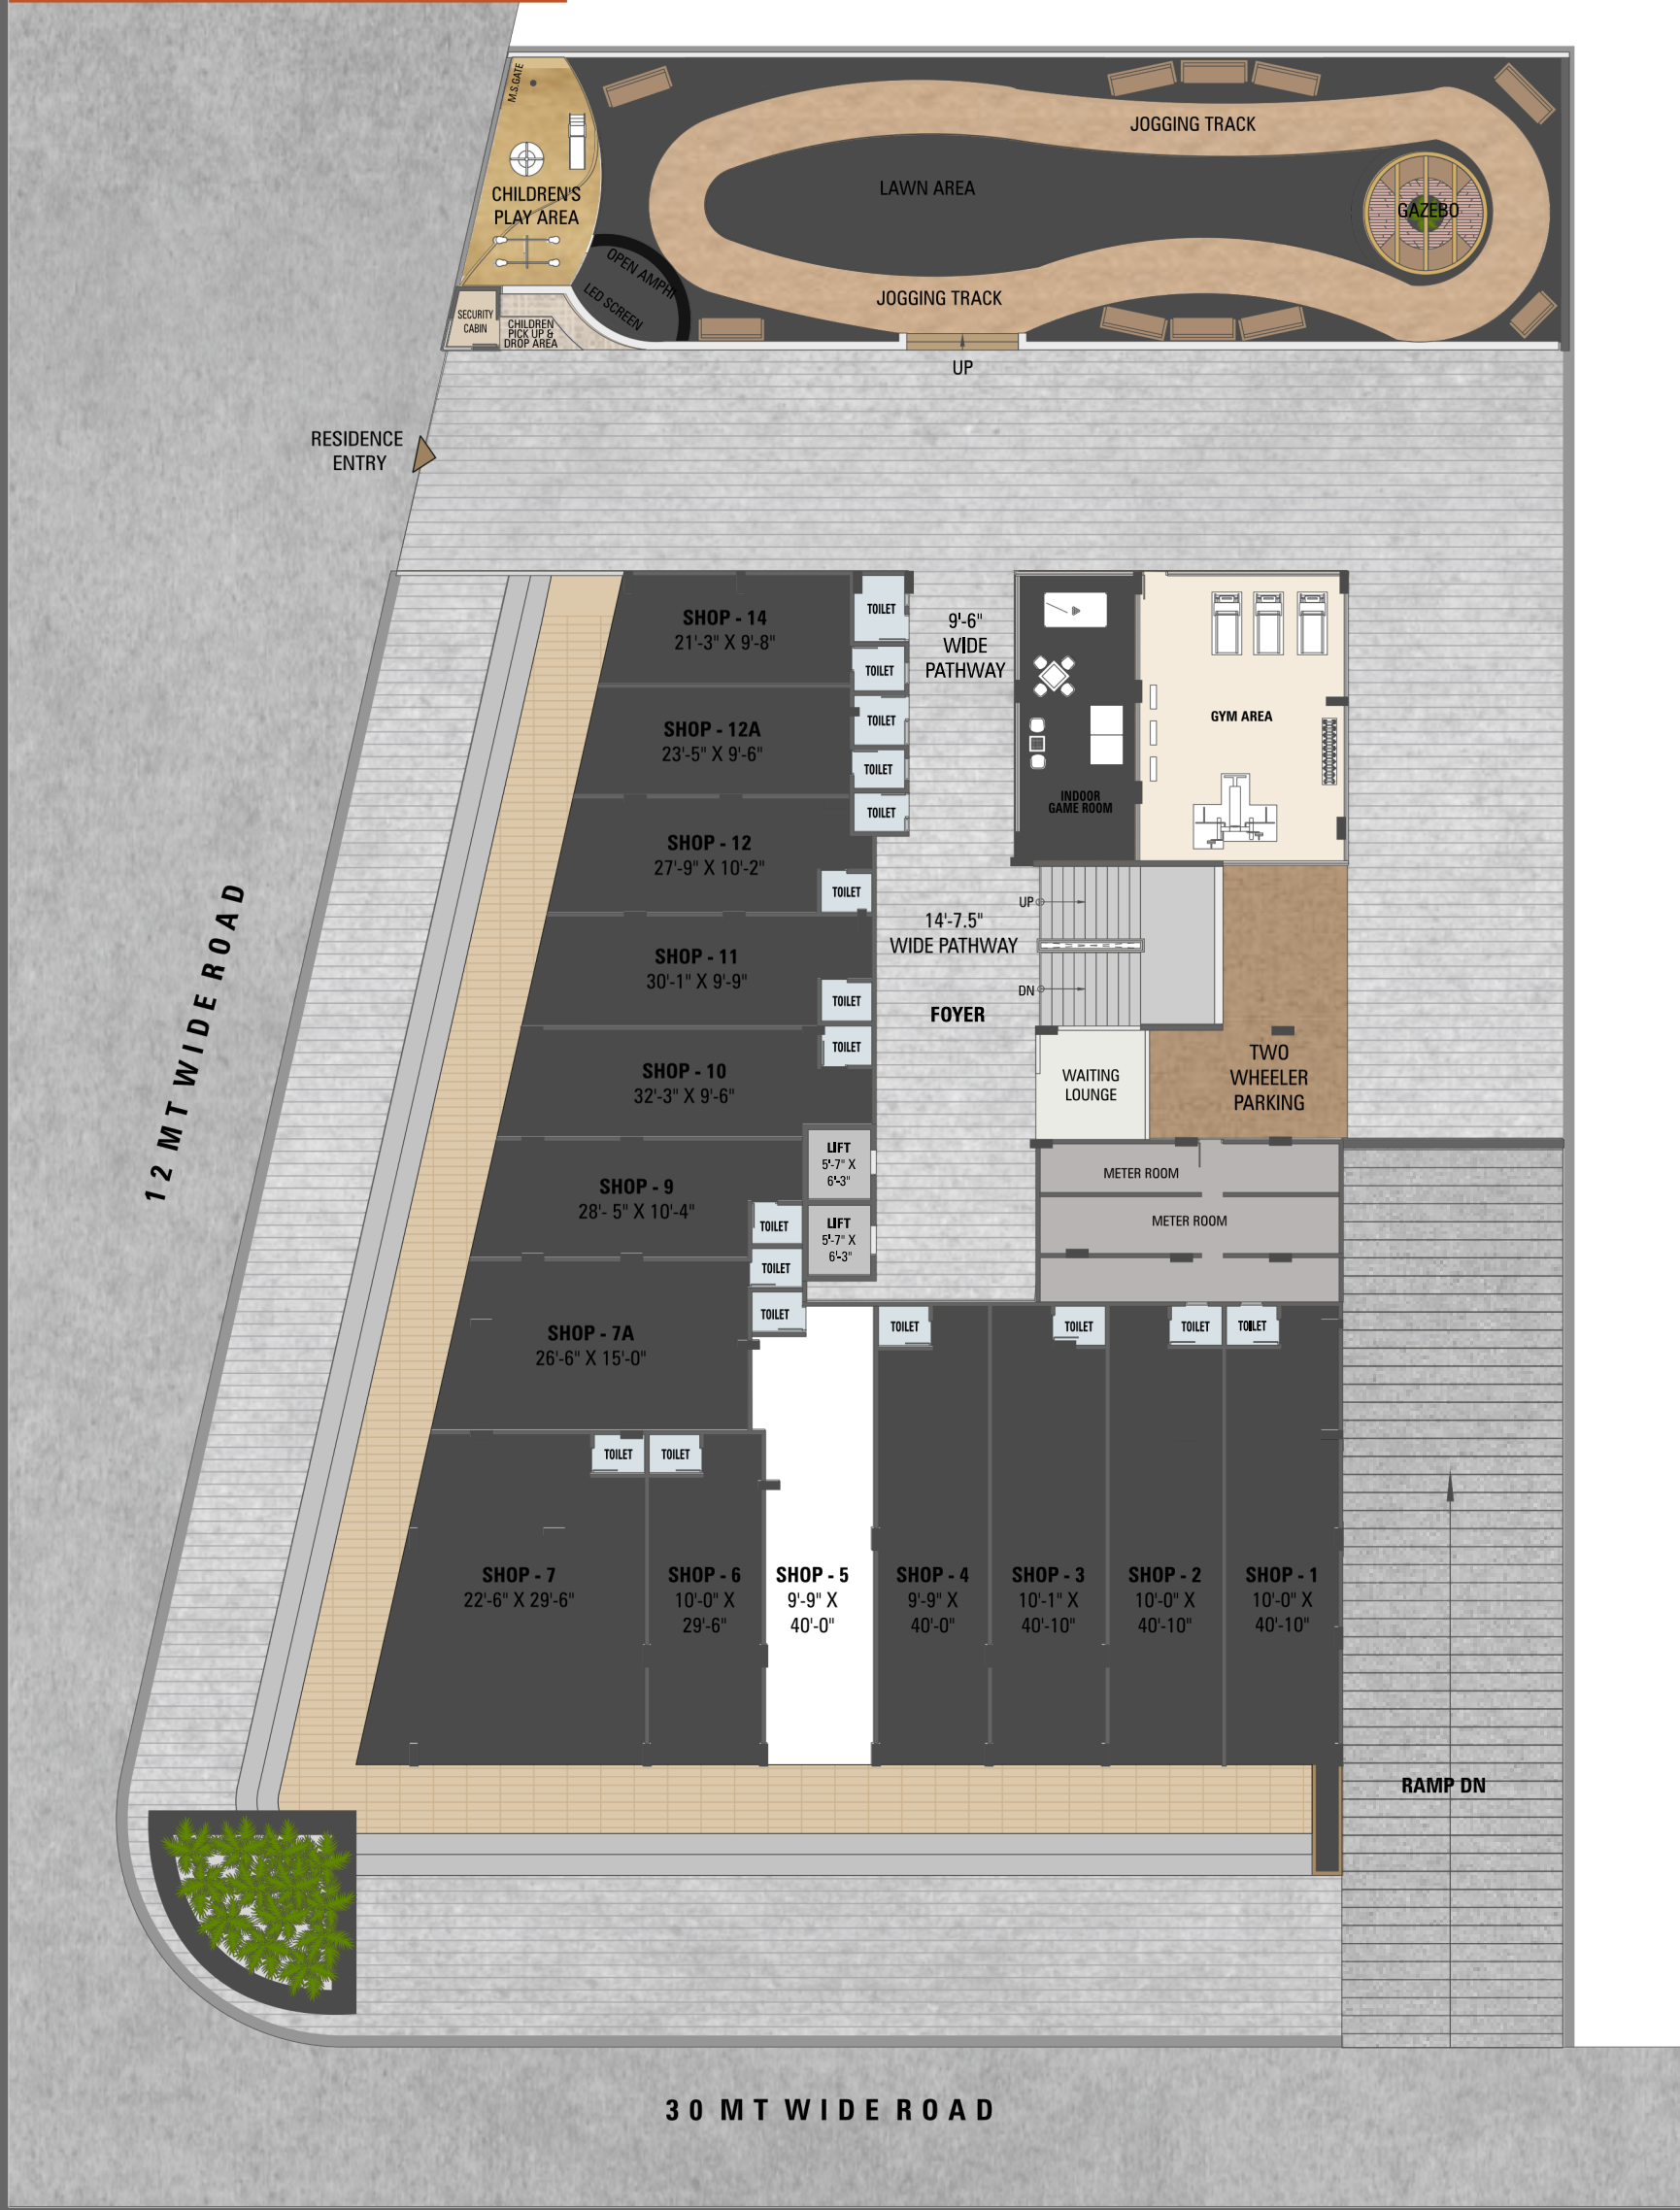 M.S.GATE
JOGGING TRACK
CHILDREN'S
PLAY AREA
LAWN AREA
GAZEBO
OPEN AMPHI
LED SCREEN
JOGGING TRACK
SECURITY
CABIN
CHILDREN
PICK UP &
DROP AREA
UP
RESIDENCE
ENTRY
SHOP - 14
21'-3" X 9'-8"
TOILET
9'-6"
WIDE
PATHWAY
TOILET
SHOP - 12A
23'-5" X 9'-6"
TOILET
GYM AREA
TOILET
INDOOR
GAME ROOM
TOILET
SHOP - 12
27'-9" X 10'-2"
TOILET
UP
14'-7.5"
WIDE PATHWAY
SHOP - 11
30'-1" X 9'-9"
TOILET
DN
FOYER
12 MT WIDE ROAD
SHOP - 10
32'-3" X 9'-6"
TOILET
WAITING
LOUNGE
TWO
WHEELER
PARKING
LIFT
5'-7" X
6'-3"
METER ROOM
SHOP - 9
28'- 5" X 10'-4"
TOILET
LIFT
5'-7" X
6'-3"
METER ROOM
TOILET
TOILET
SHOP - 7A
26'-6" X 15'-0"
TOILET
TOILET
TOILET
TOILET
TOILET
TOILET
SHOP - 7
22'-6" X 29'-6"
SHOP - 6
10'-0" X
29'-6"
SHOP - 5
9'-9" X
40'-0"
SHOP - 4
9'-9" X
40'-0"
SHOP - 3
10'-1" X
40'-10"
SHOP - 2
10'-0" X
40'-10"
SHOP - 1
10'-0" X
40'-10"
RAMP DN
30 MT WIDE ROAD